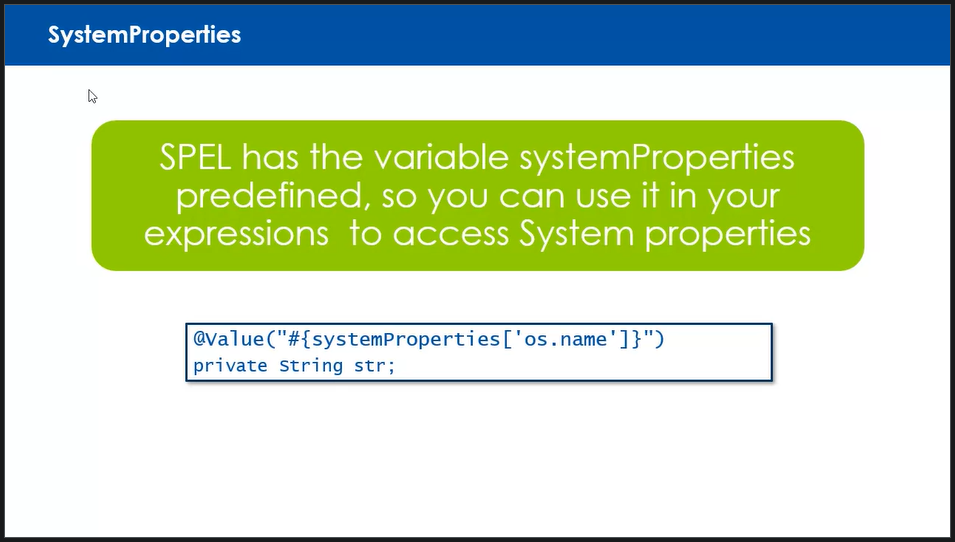 SystemProperties
SPEL has the variable systemProperties
predefined, so you can use it in your
expressions  to access System properties
@Value("#{systemProperties['os.name']}")
private String str;